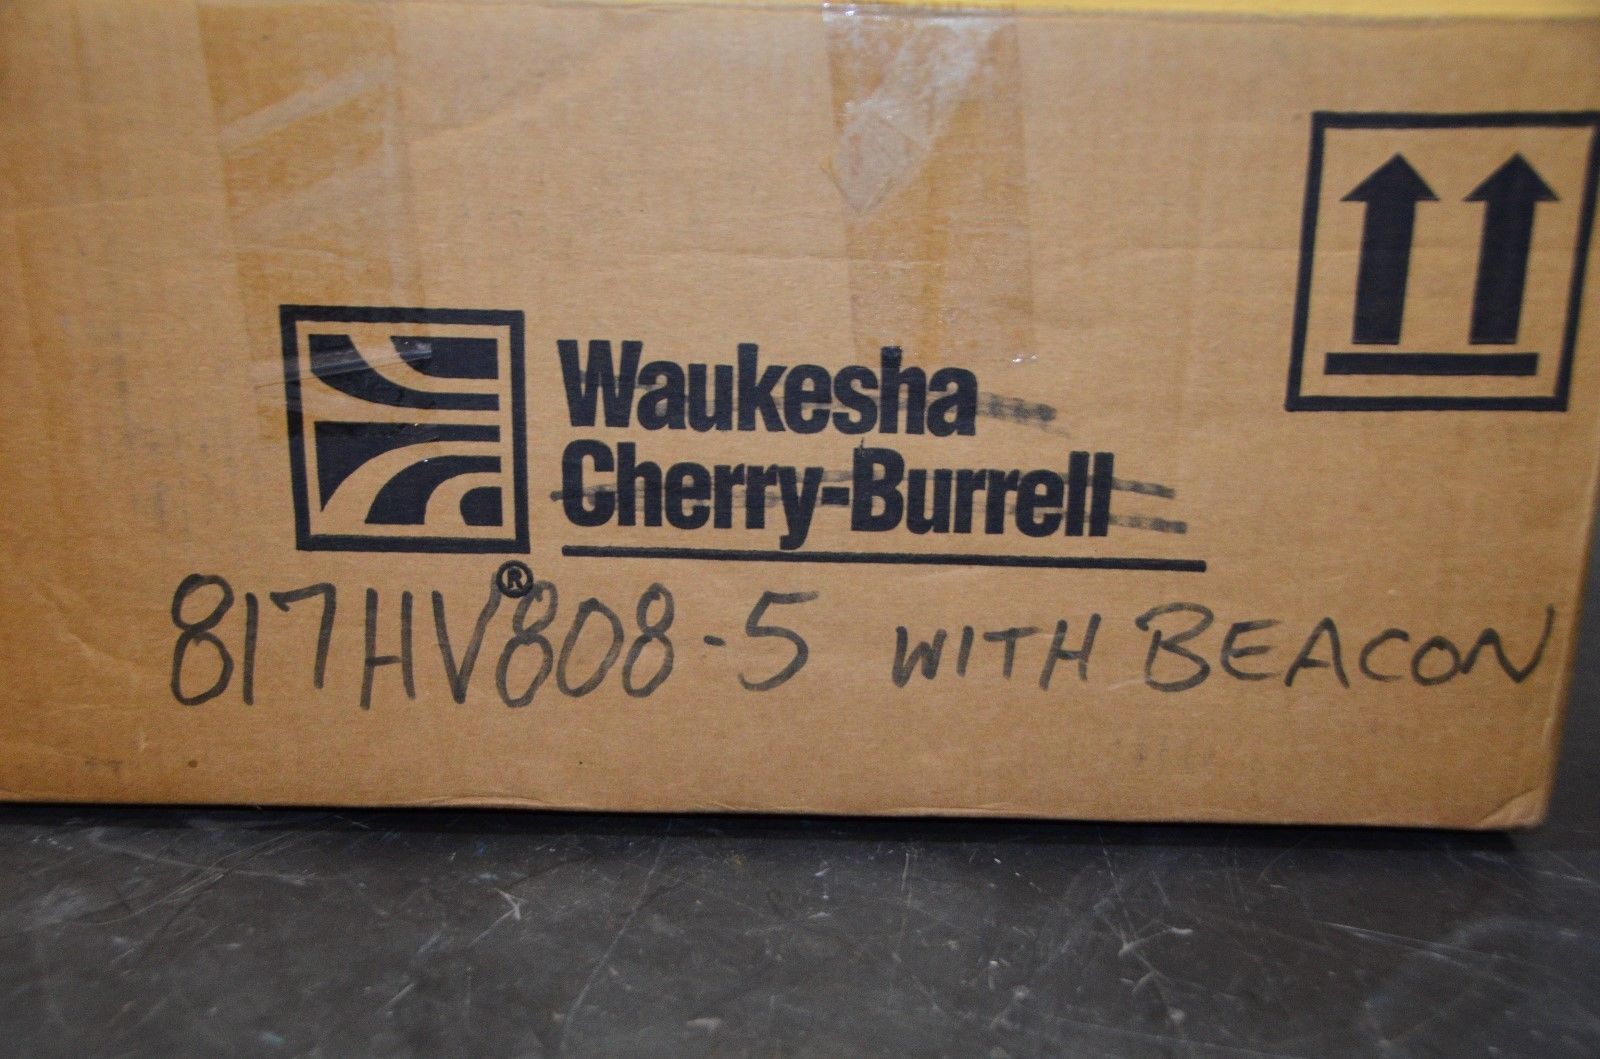 Waukesha
Cherry-Burrell
®
817HV808-5 WITH BEACON